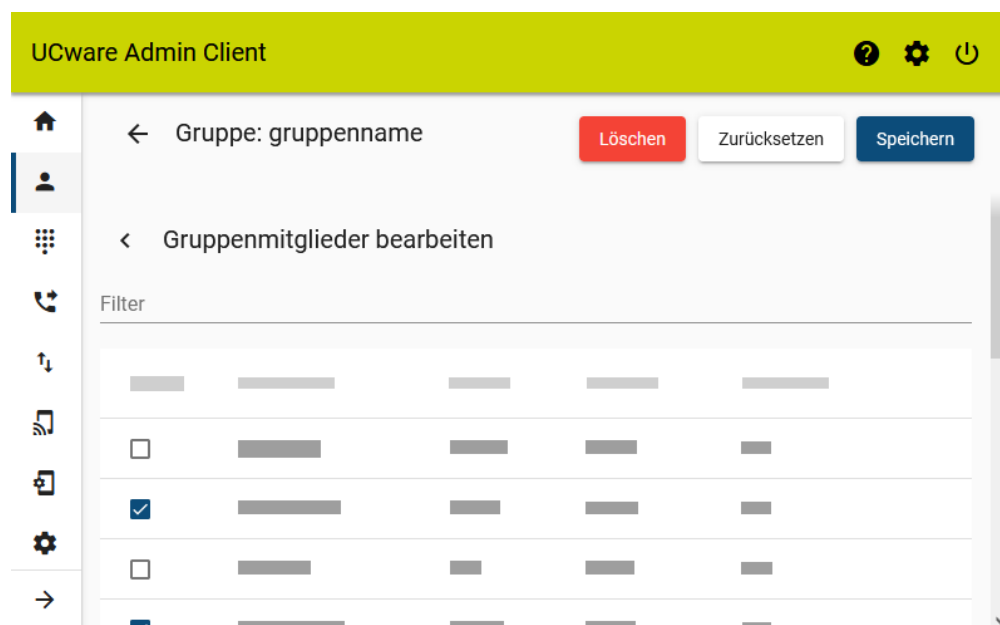 UCware Admin Client
Gruppe: gruppenname
Löschen
Zurücksetzen
Speichern
Gruppenmitglieder bearbeiten
Filter